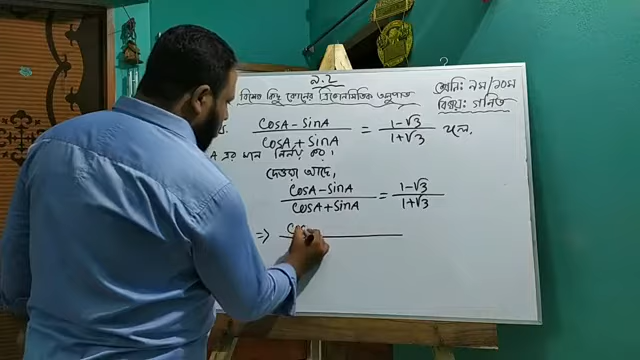 ৯.২
বিশেষ কিছু কোণের ত্রিকোণমিতিক অনুপাত
শ্রেণি: ৯ম/১০ম
বিষয়: গণিত
CosA - SinA / CosA + SinA = 1-√3 / 1+√3 হলে,
A এর মান নির্ণয় কর।
দেওয়া আছে,
CosA - SinA / CosA + SinA = 1-√3 / 1+√3
⇒ Cos